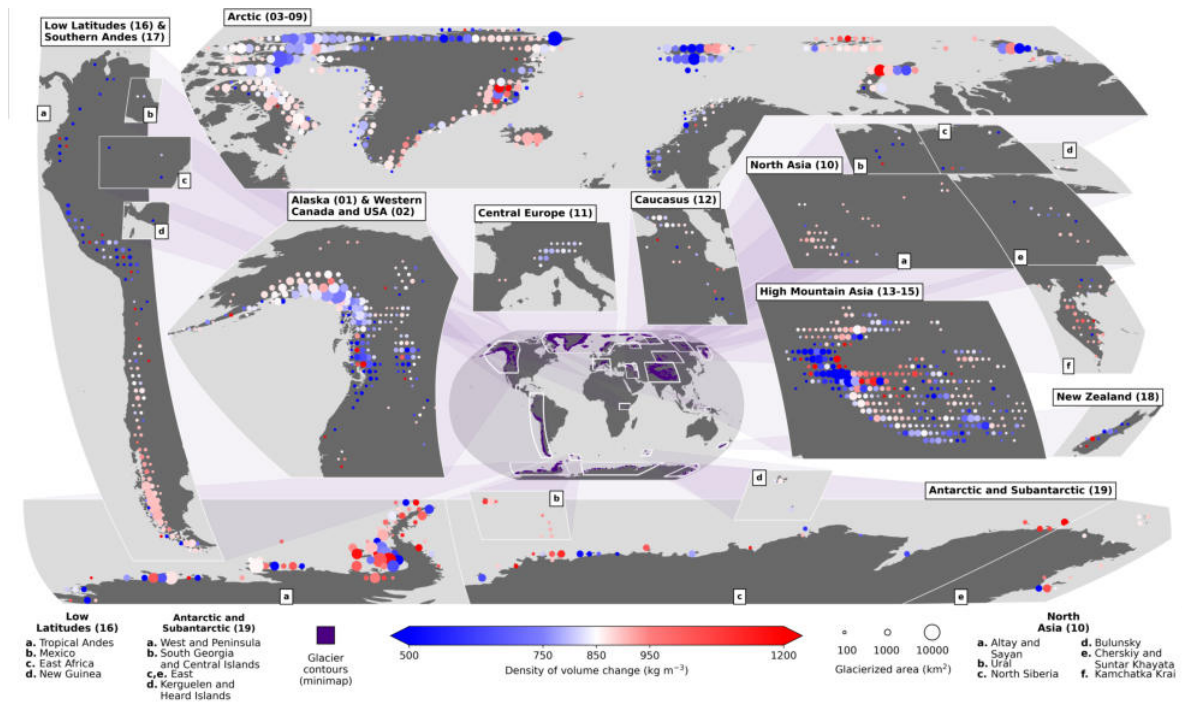 Low Latitudes (16) &
Southern Andes (17)
Arctic (03-09)
a
b
c
d
Alaska (01) & Western
Canada and USA (02)
Central Europe (11)
Caucasus (12)
North Asia (10)
b
c
d
a
e
f
High Mountain Asia (13-15)
New Zealand (18)
Antarctic and Subantarctic (19)
b
d
a
c
e
Low
Latitudes (16)
a. Tropical Andes
b. Mexico
c. East Africa
d. New Guinea
Antarctic and
Subantarctic (19)
a. West and Peninsula
b. South Georgia
and Central Islands
c,e. East
d. Kerguelen and
Heard Islands
Glacier
contours
(minimap)
500 750 850 950 1200
Density of volume change (kg m⁻³)
100 1000 10000
Glacierized area (km²)
North
Asia (10)
a. Altay and
Sayan
b. Ural
c. North Siberia
d. Bulunsky
e. Cherskiy and
Suntar Khayata
f. Kamchatka Krai